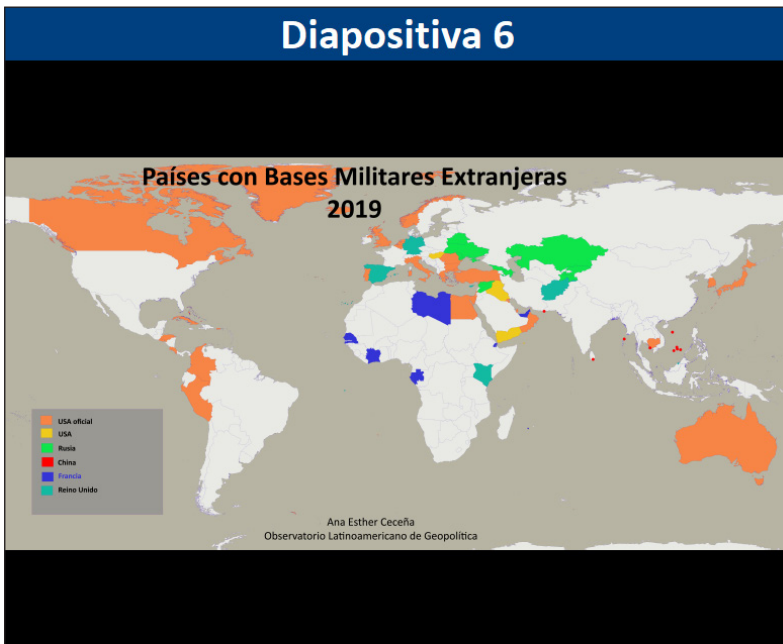 Diapositiva 6
Países con Bases Militares Extranjeras
2019
USA oficial
USA
Rusia
China
Francia
Reino Unido
Ana Esther Ceceña
Observatorio Latinoamericano de Geopolítica